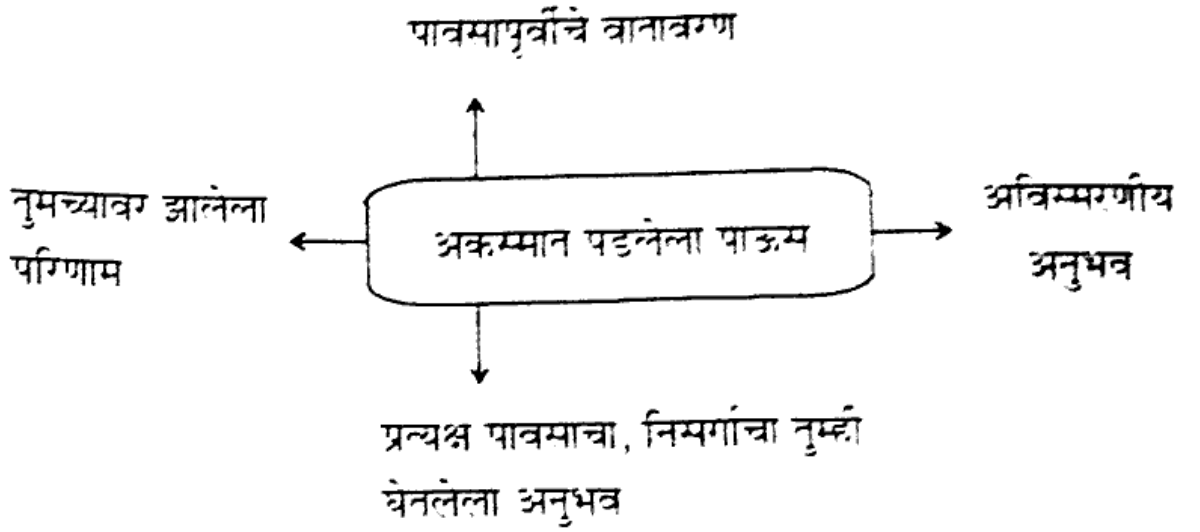 पावसापूर्वीचे वातावरण
तुमच्यावर झालेला
परिणाम
अकस्मात पडलेला पाऊस
अविस्मरणीय
अनुभव
प्रत्यक्ष पावसाचा, निसर्गाचा तुम्ही
घेतलेला अनुभव